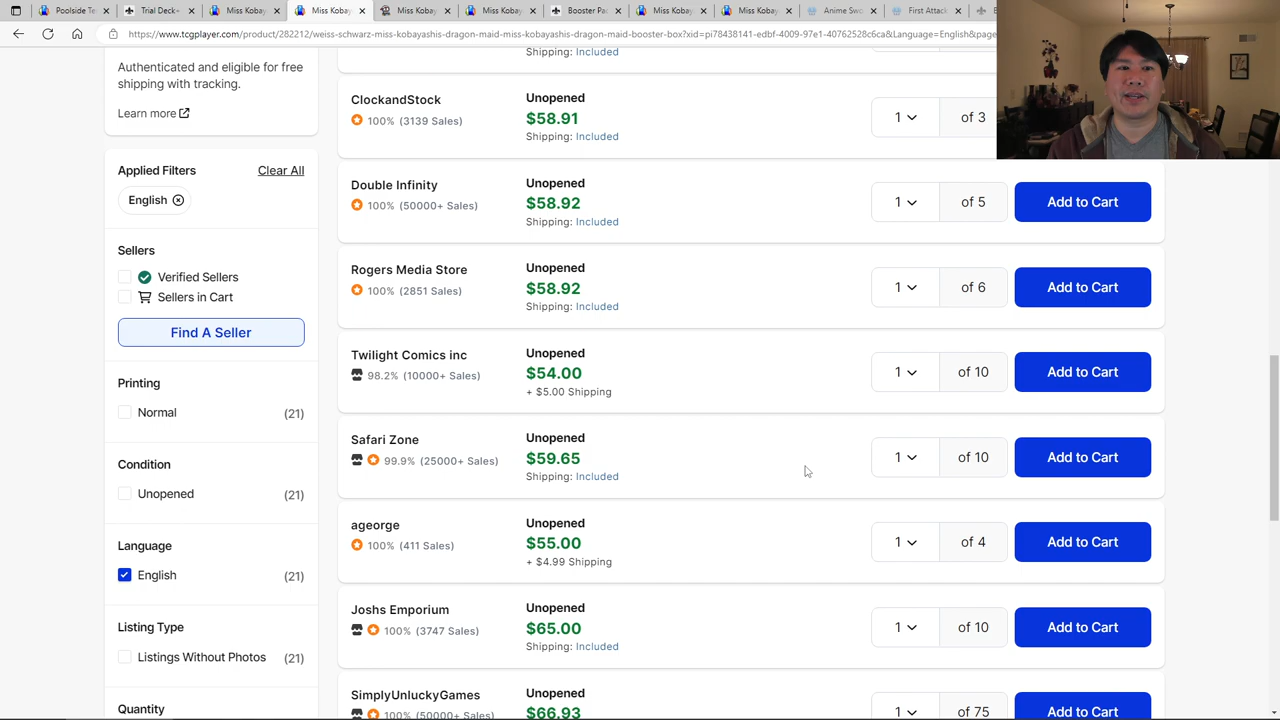 Poolside Te
Trial Deck+
Miss Kobay
Miss Kobay
Miss Kobay
Miss Kobay
Booster Pac
Miss Kobay
Miss Kobay
Anime Swo
First Attack
https://www.tcgplayer.com/product/282212/weiss-schwarz-miss-kobayashis-dragon-maid-miss-kobayashis-dragon-maid-booster-box?xid=pi78438141-edbf-4009-97e1-40762528c6ca&Language=English&page
Authenticated and eligible for free
shipping with tracking.
Learn more
Applied Filters Clear All
English
Sellers
Verified Sellers
Sellers in Cart
Find A Seller
Printing
Normal (21)
Condition
Unopened (21)
Language
English (21)
Listing Type
Listings Without Photos (21)
Quantity
Shipping: Included
ClockandStock
100% (3139 Sales)
Unopened
$58.91
Shipping: Included
1 of 3
Double Infinity
100% (50000+ Sales)
Unopened
$58.92
Shipping: Included
1 of 5
Add to Cart
Rogers Media Store
100% (2851 Sales)
Unopened
$58.92
Shipping: Included
1 of 6
Add to Cart
Twilight Comics inc
98.2% (10000+ Sales)
Unopened
$54.00
+ $5.00 Shipping
1 of 10
Add to Cart
Safari Zone
99.9% (25000+ Sales)
Unopened
$59.65
Shipping: Included
1 of 10
Add to Cart
ageorge
100% (411 Sales)
Unopened
$55.00
+ $4.99 Shipping
1 of 4
Add to Cart
Joshs Emporium
100% (3747 Sales)
Unopened
$65.00
Shipping: Included
1 of 10
Add to Cart
SimplyUnluckyGames
100% (50000+ Sales)
Unopened
$66.93
1 of 75
Add to Cart